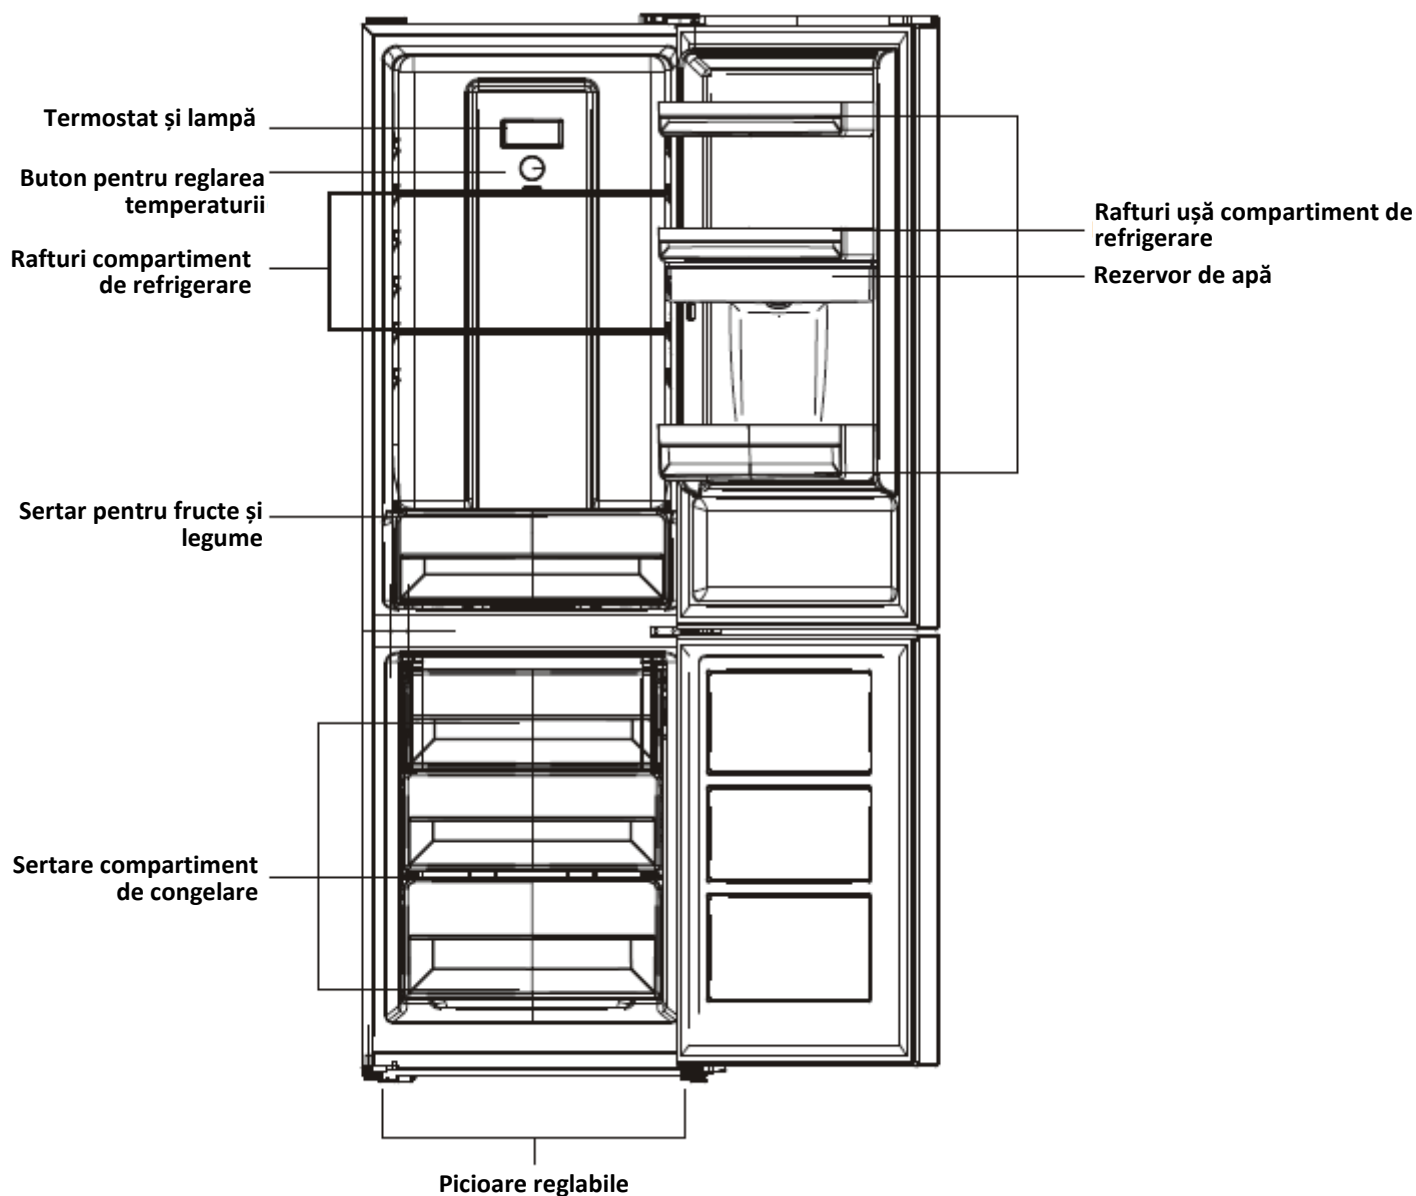 Termostat și lampă
Buton pentru reglarea
temperaturii
Rafturi compartiment
de refrigerare
Sertar pentru fructe și
legume
Sertare compartiment
de congelare
Rafturi ușă compartiment de
refrigerare
Rezervor de apă
Picioare reglabile